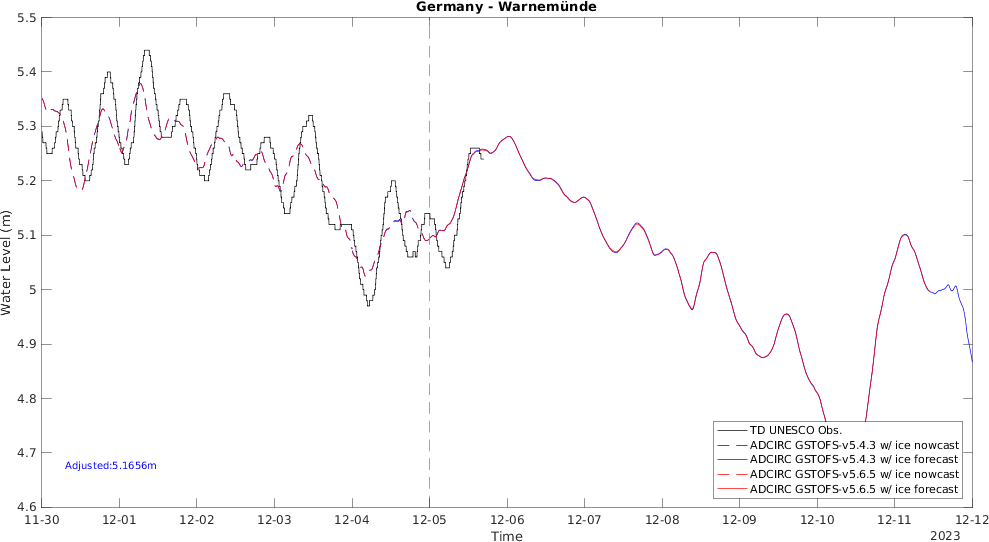 Germany - Warnemünde
5.5
5.4
5.3
5.2
5.1
5
4.9
4.8
4.7
4.6
Water Level (m)
Adjusted:5.1656m
TD UNESCO Obs.
ADCIRC GSTOFS-v5.4.3 w/ ice nowcast
ADCIRC GSTOFS-v5.4.3 w/ ice forecast
ADCIRC GSTOFS-v5.6.5 w/ ice nowcast
ADCIRC GSTOFS-v5.6.5 w/ ice forecast
11-30 12-01 12-02 12-03 12-04 12-05 12-06 12-07 12-08 12-09 12-10 12-11 12-12
Time
2023